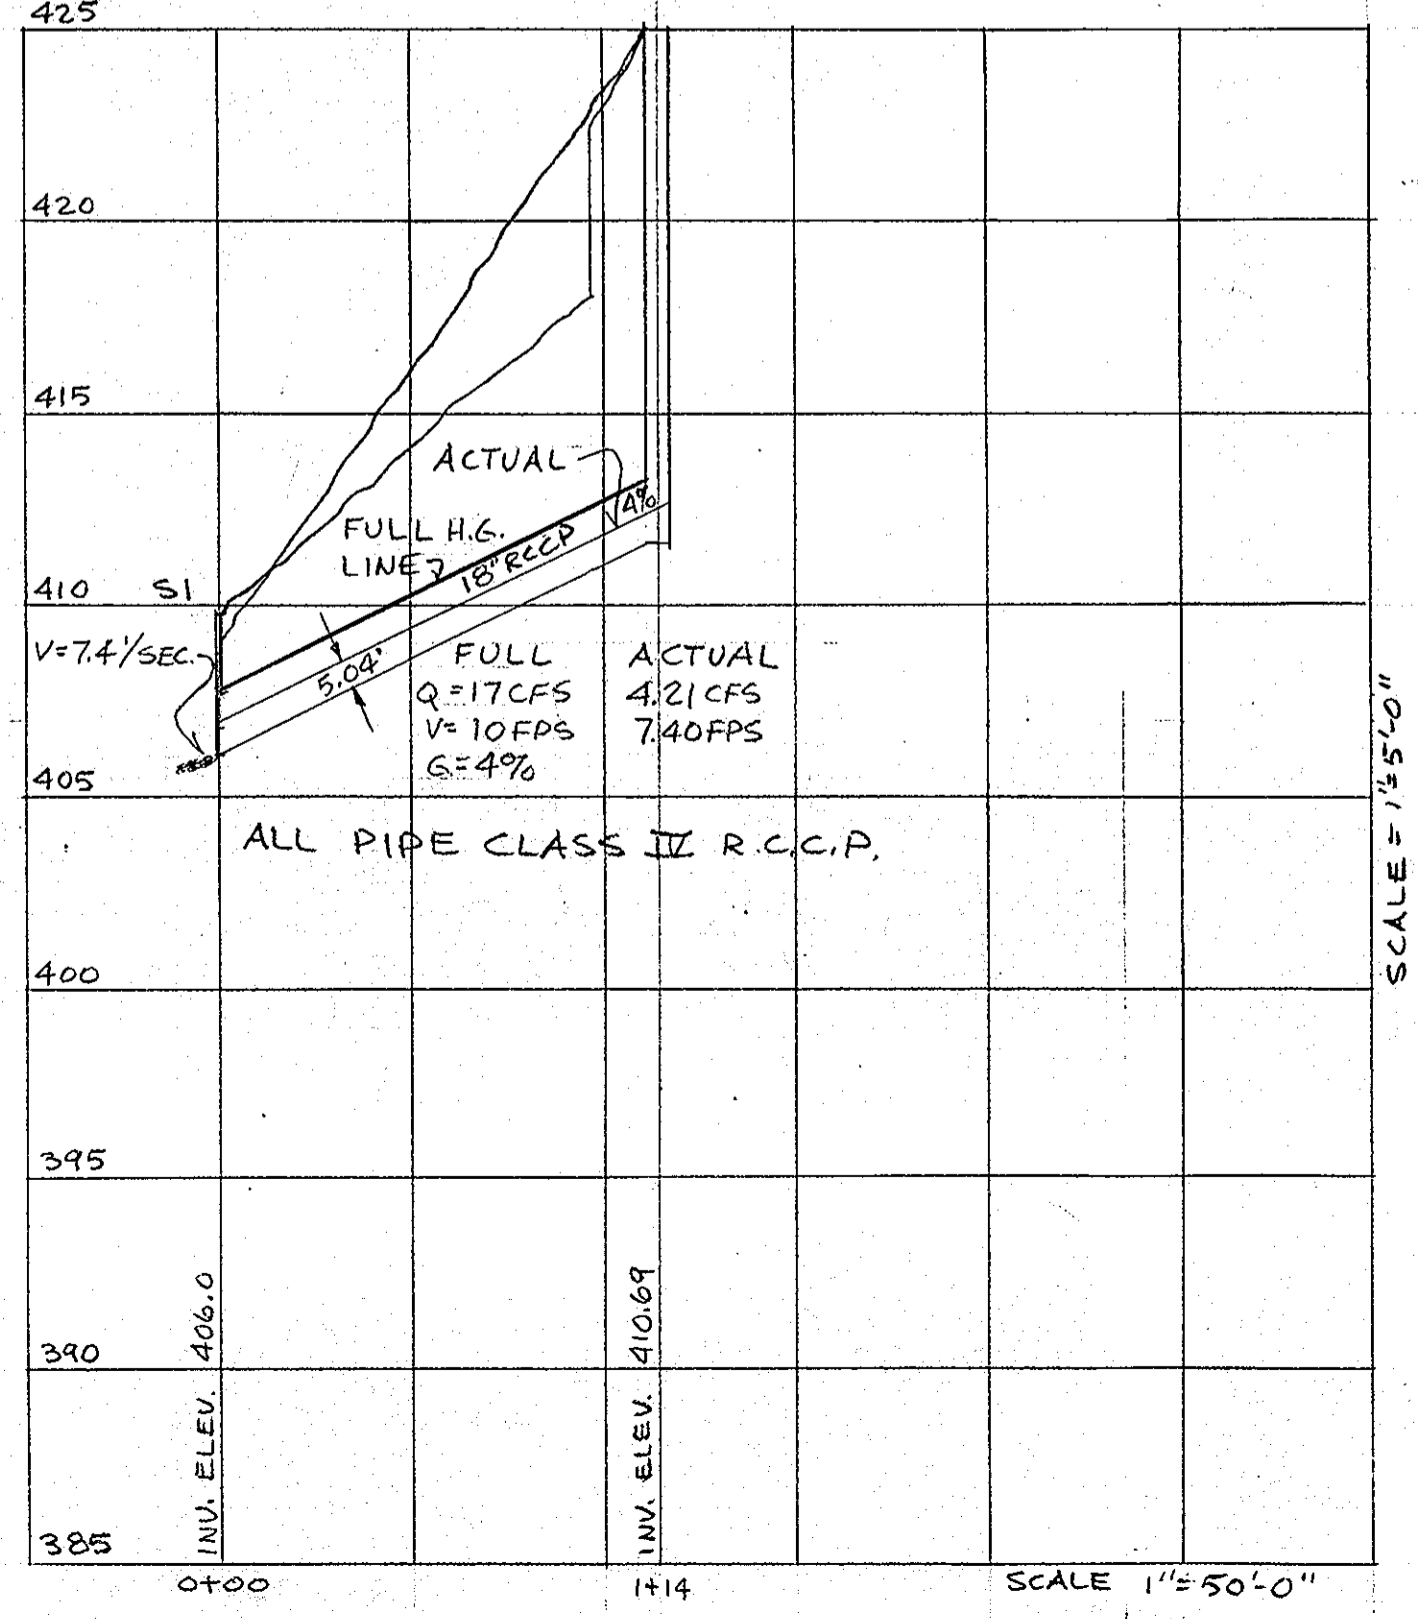 425
420
415
ACTUAL
4%
FULL H.G.
LINE
18" RCCP
410 S1
V=7.4'/SEC.
5.04'
FULL ACTUAL
Q=17CFS 4.21CFS
V=10FPS 7.40FPS
G=4%
405
ALL PIPE CLASS IV R.C.C.P.
SCALE = 1"=5'-0"
400
395
390
INV. ELEV. 406.0
INV. ELEV. 410.69
385
0+00 1+14 SCALE 1"=50'-0"